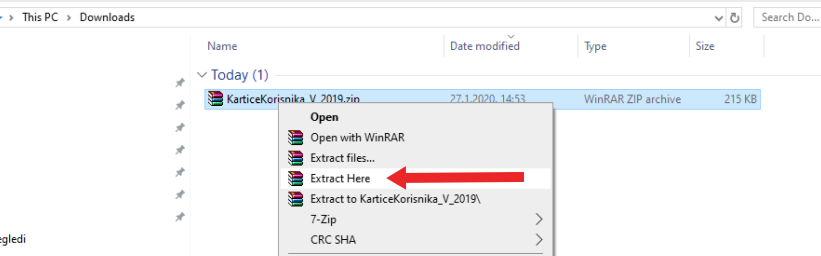 This PC > Downloads
Search Do...
Name Date modified Type Size
Today (1)
KarticeKorisnika_V_2019.zip 27.1.2020. 14:53 WinRAR ZIP archive 215 KB
Open
Open with WinRAR
Extract files...
Extract Here
Extract to KarticeKorisnika_V_2019\
7-Zip
CRC SHA
egledi